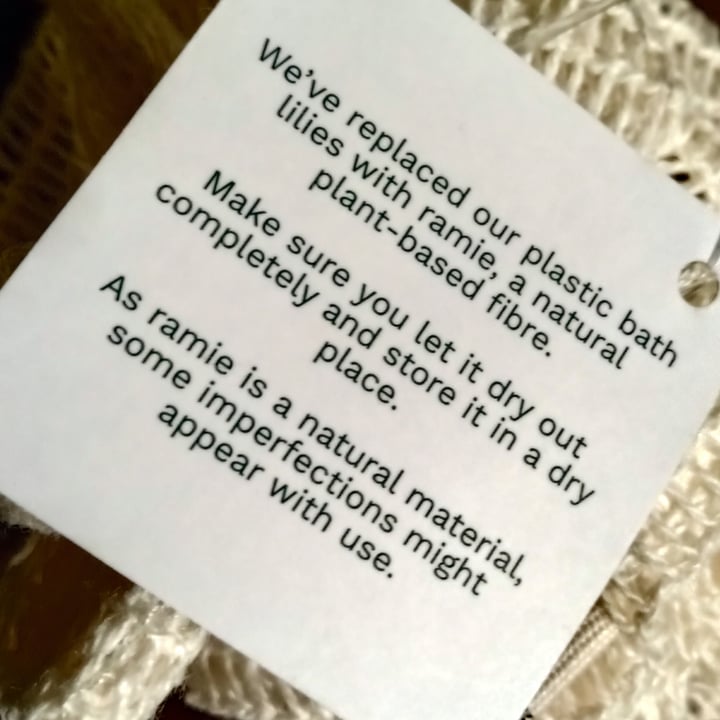 We've replaced our plastic bath
lilies with ramie, a natural
plant-based fibre.
Make sure you let it dry out
completely and store it in a dry
place.
As ramie is a natural material,
some imperfections might
appear with use.